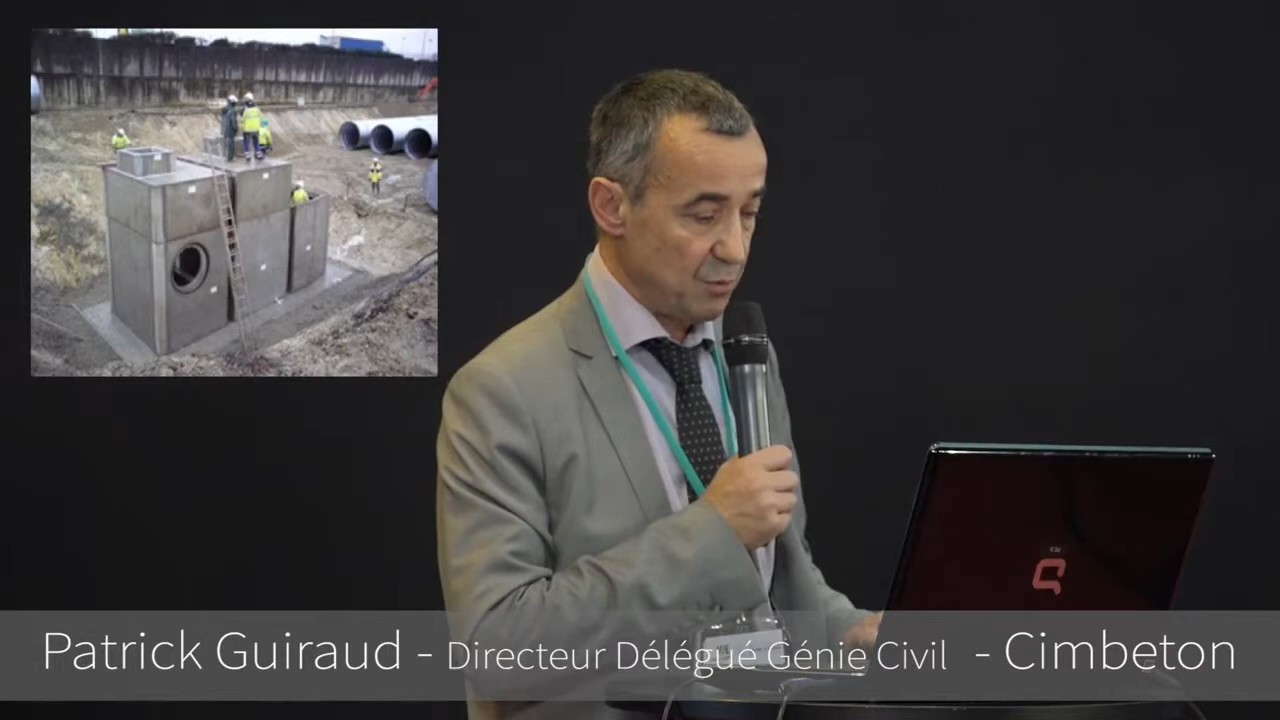 Patrick Guiraud - Directeur Délégué Génie Civil - Cimbeton